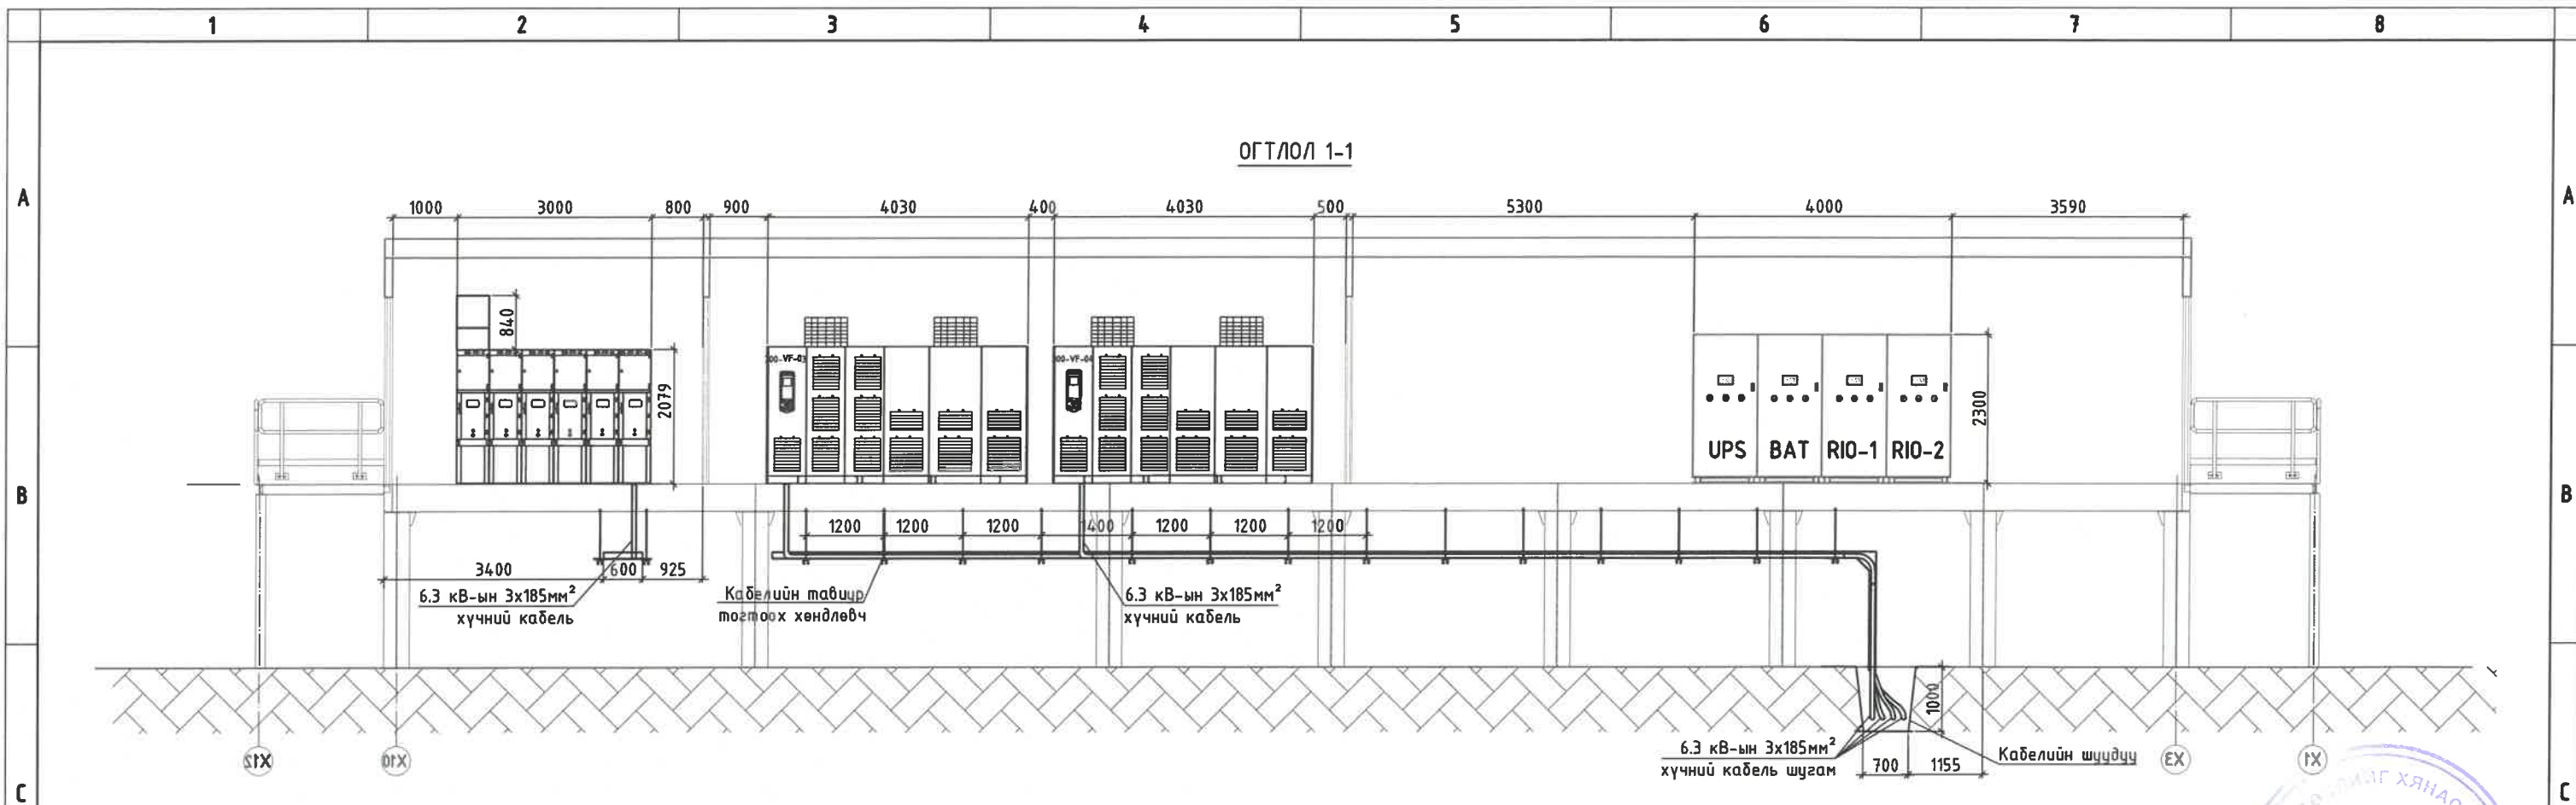 1 2 3 4 5 6 7 8
ОГТЛОЛ 1-1
A A
1000 3000 800 900 4030 400 4030 500 5300 4000 3590
840
2079
2300
UPS BAT RIO-1 RIO-2
B B
1200 1200 1200 1400 1200 1200 1200
3400 600 925
6.3 кВ-ын 3х185мм²
хүчний кабель
Кабелийн тавиур
тогтоох хөндлөвч
6.3 кВ-ын 3х185мм²
хүчний кабель
1000
6.3 кВ-ын 3х185мм²
хүчний кабель шугам
700 1155
Кабелийн шуудуу
X12 X10 X3 X1
C C